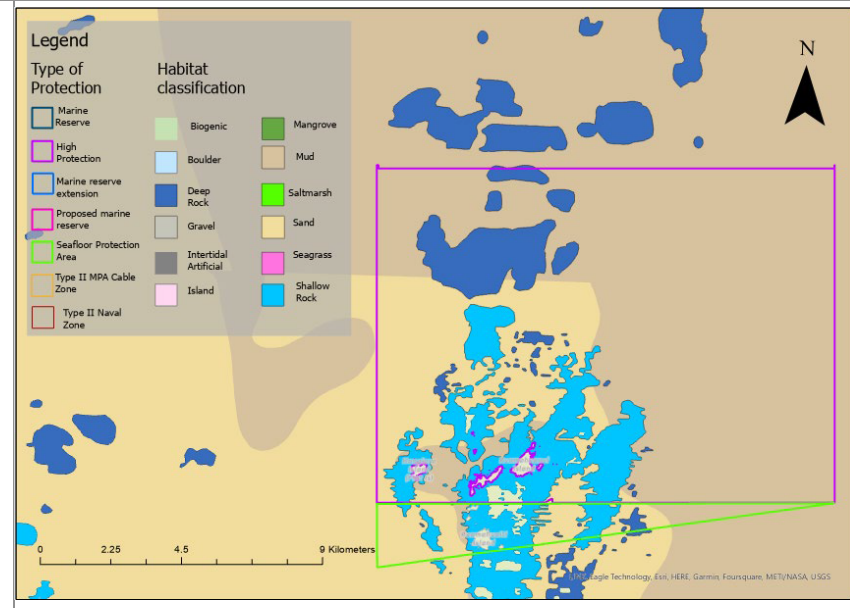 Legend
Type of
Protection
Marine
Reserve
High
Protection
Marine reserve
extension
Proposed marine
reserve
Seafloor Protection
Area
Type II MPA Cable
Zone
Type II Naval
Zone
Habitat
classification
Biogenic
Boulder
Deep
Rock
Gravel
Intertidal
Artificial
Island
Mangrove
Mud
Saltmarsh
Sand
Seagrass
Shallow
Rock
N
0 2.25 4.5 9 Kilometers
Eagle Technology, Esri, HERE, Garmin, Foursquare, METI/NASA, USGS